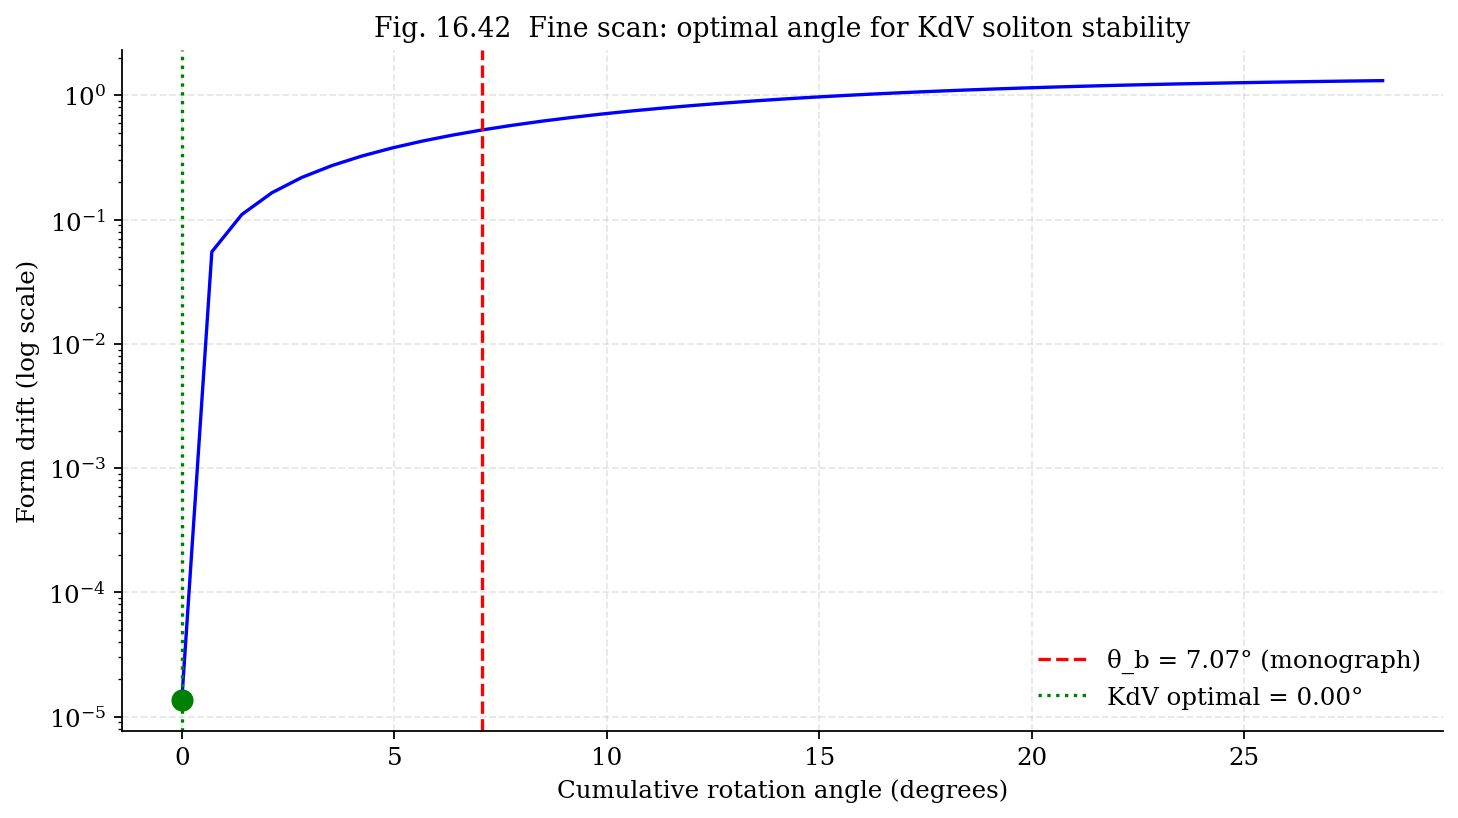 Fig. 16.42  Fine scan: optimal angle for KdV soliton stability
Form drift (log scale)
10⁰
10⁻¹
10⁻²
10⁻³
10⁻⁴
10⁻⁵
θ_b = 7.07° (monograph)
KdV optimal = 0.00°
0 5 10 15 20 25
Cumulative rotation angle (degrees)